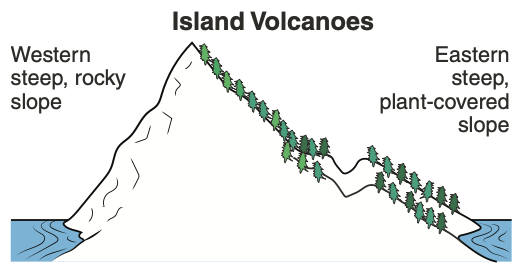 Island Volcanoes
Western
steep, rocky
slope
Eastern
steep,
plant-covered
slope